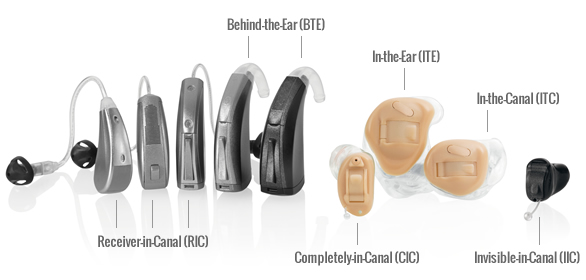 Behind-the-Ear (BTE)
In-the-Ear (ITE)
In-the-Canal (ITC)
Receiver-in-Canal (RIC)
Completely-in-Canal (CIC)
Invisible-in-Canal (IIC)